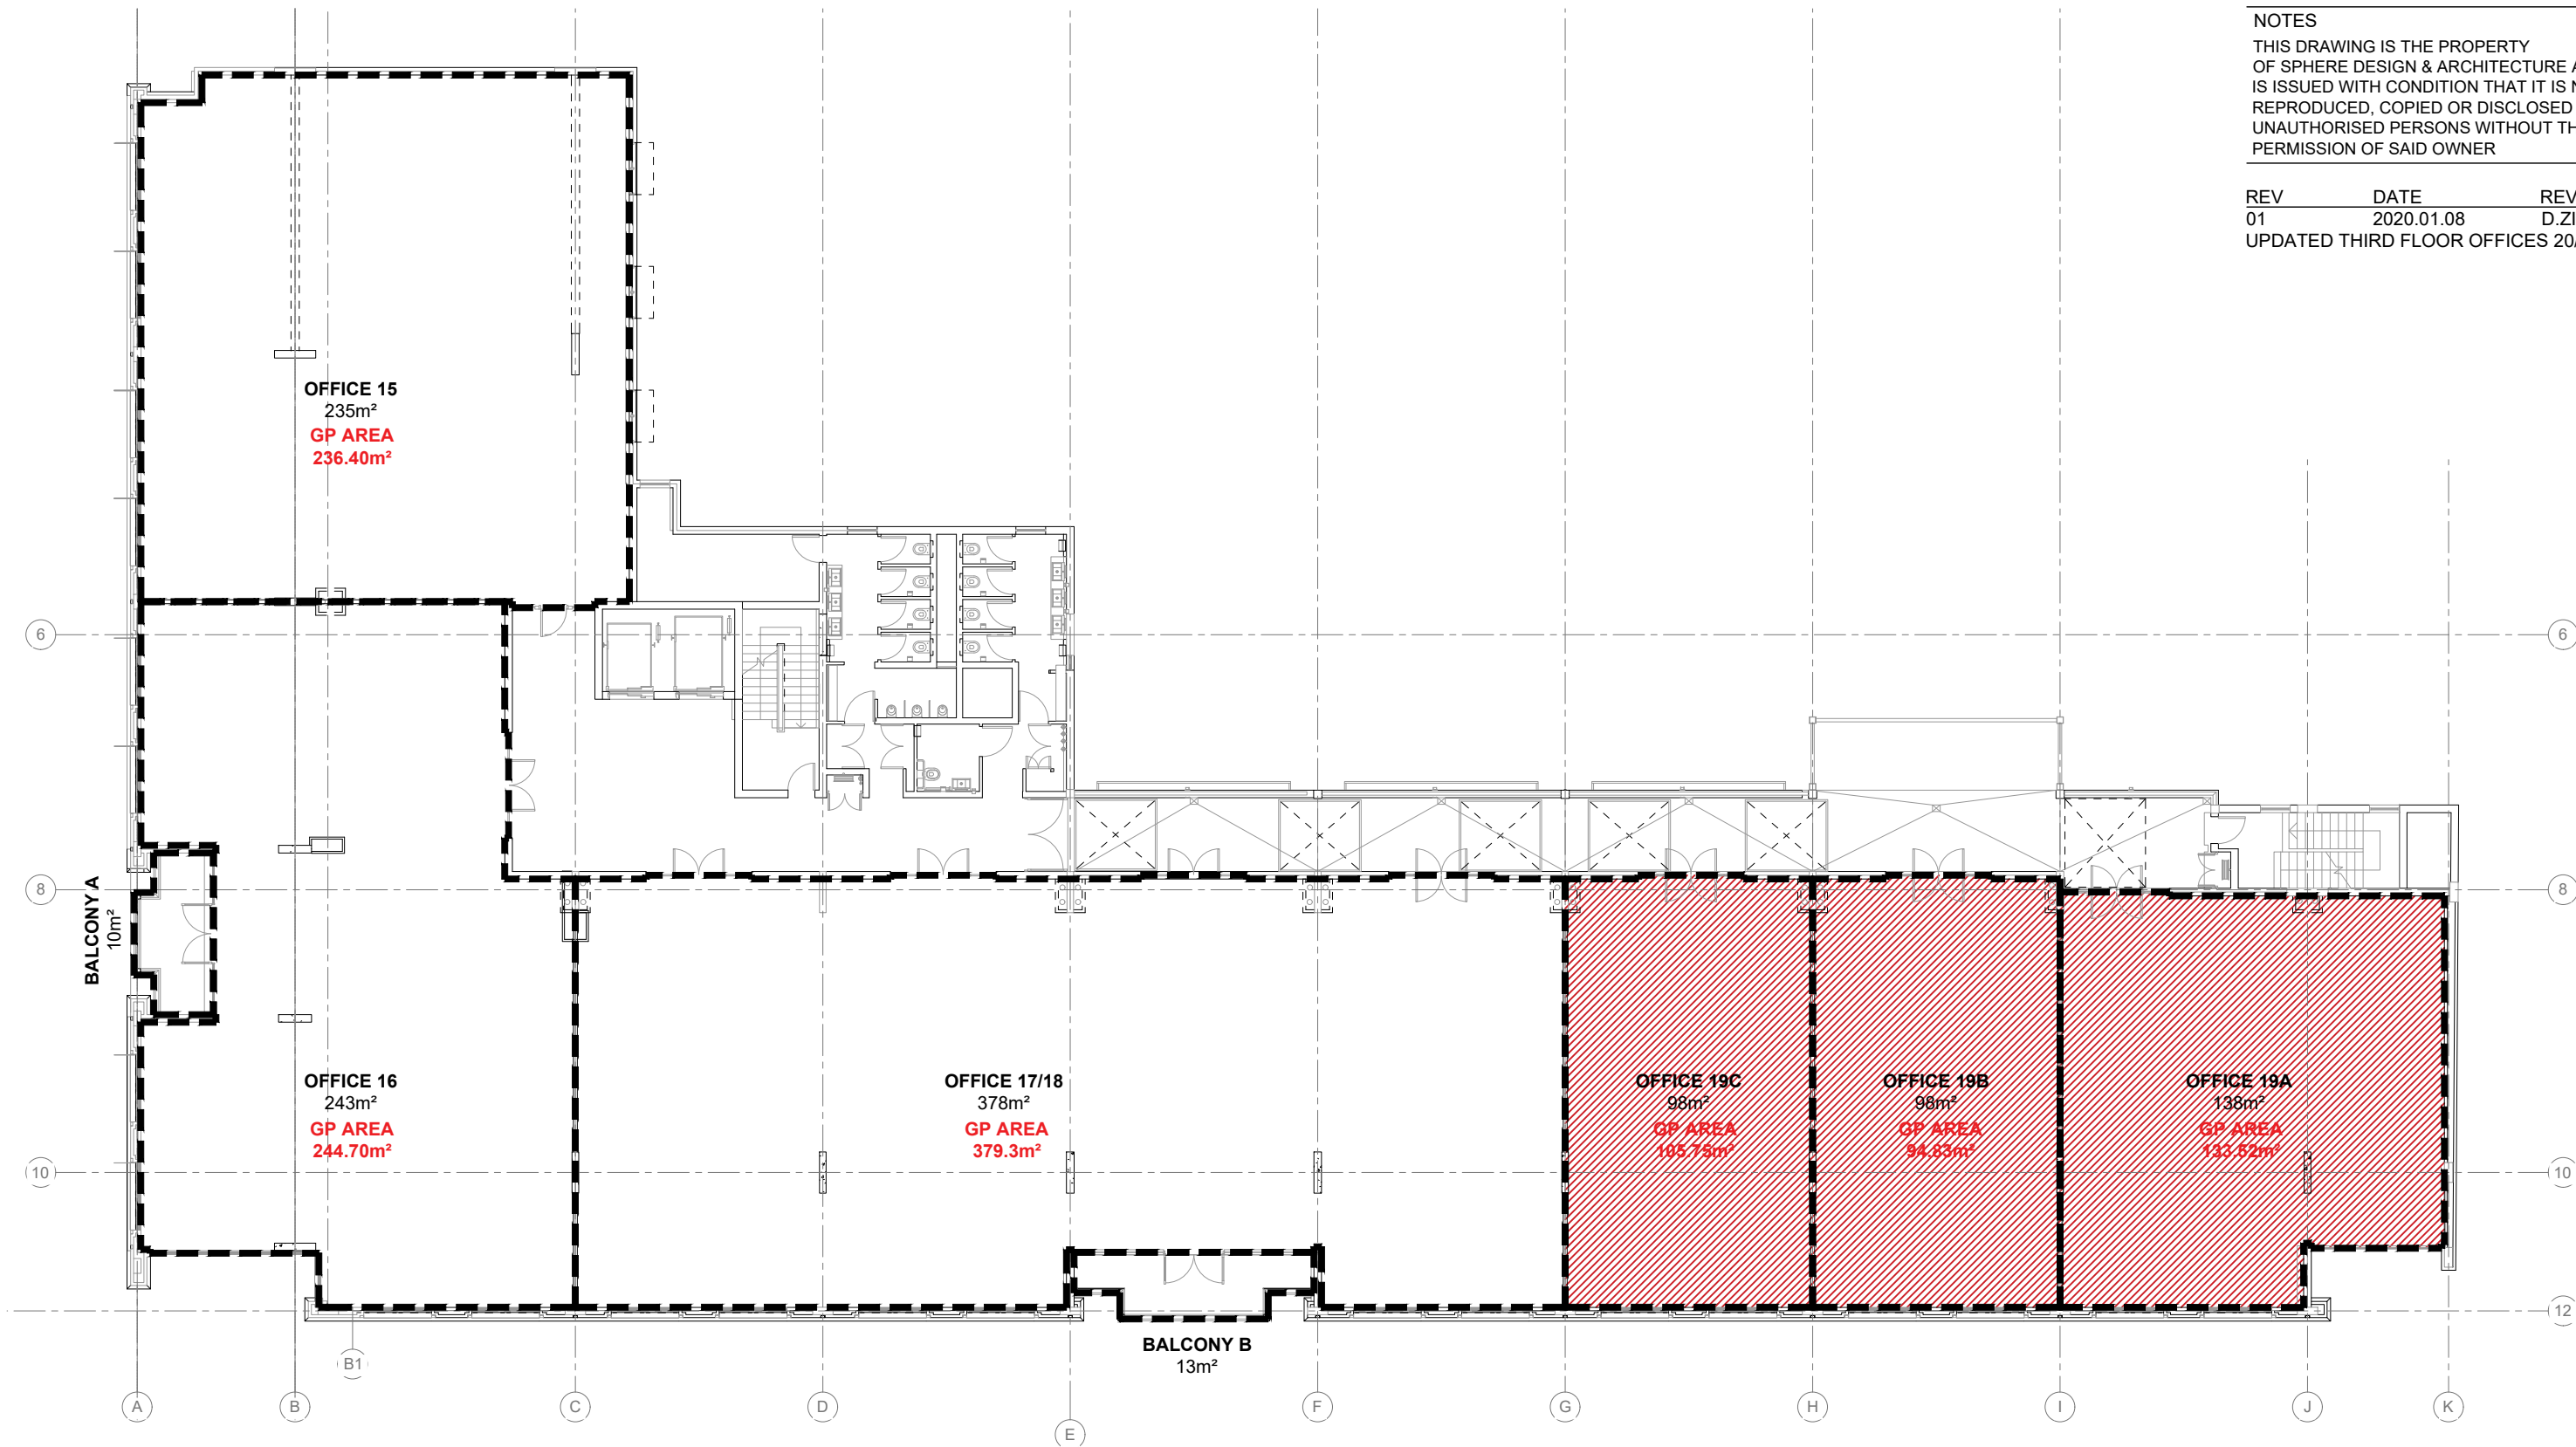 NOTES
THIS DRAWING IS THE PROPERTY
OF SPHERE DESIGN & ARCHITECTURE
IS ISSUED WITH CONDITION THAT IT IS
REPRODUCED, COPIED OR DISCLOSED
UNAUTHORISED PERSONS WITHOUT
PERMISSION OF SAID OWNER
REV DATE REV
01 2020.01.08 D.ZI
UPDATED THIRD FLOOR OFFICES
OFFICE 15
235m²
GP AREA
236.40m²
6
6
8
8
BALCONY A
10m²
OFFICE 16
243m²
GP AREA
244.70m²
OFFICE 17/18
378m²
GP AREA
379.3m²
OFFICE 19C
98m²
GP AREA
105.75m²
OFFICE 19B
98m²
GP AREA
94.83m²
OFFICE 19A
138m²
GP AREA
133.52m²
10
10
12
BALCONY B
13m²
B1
A B C D E F G H I J K